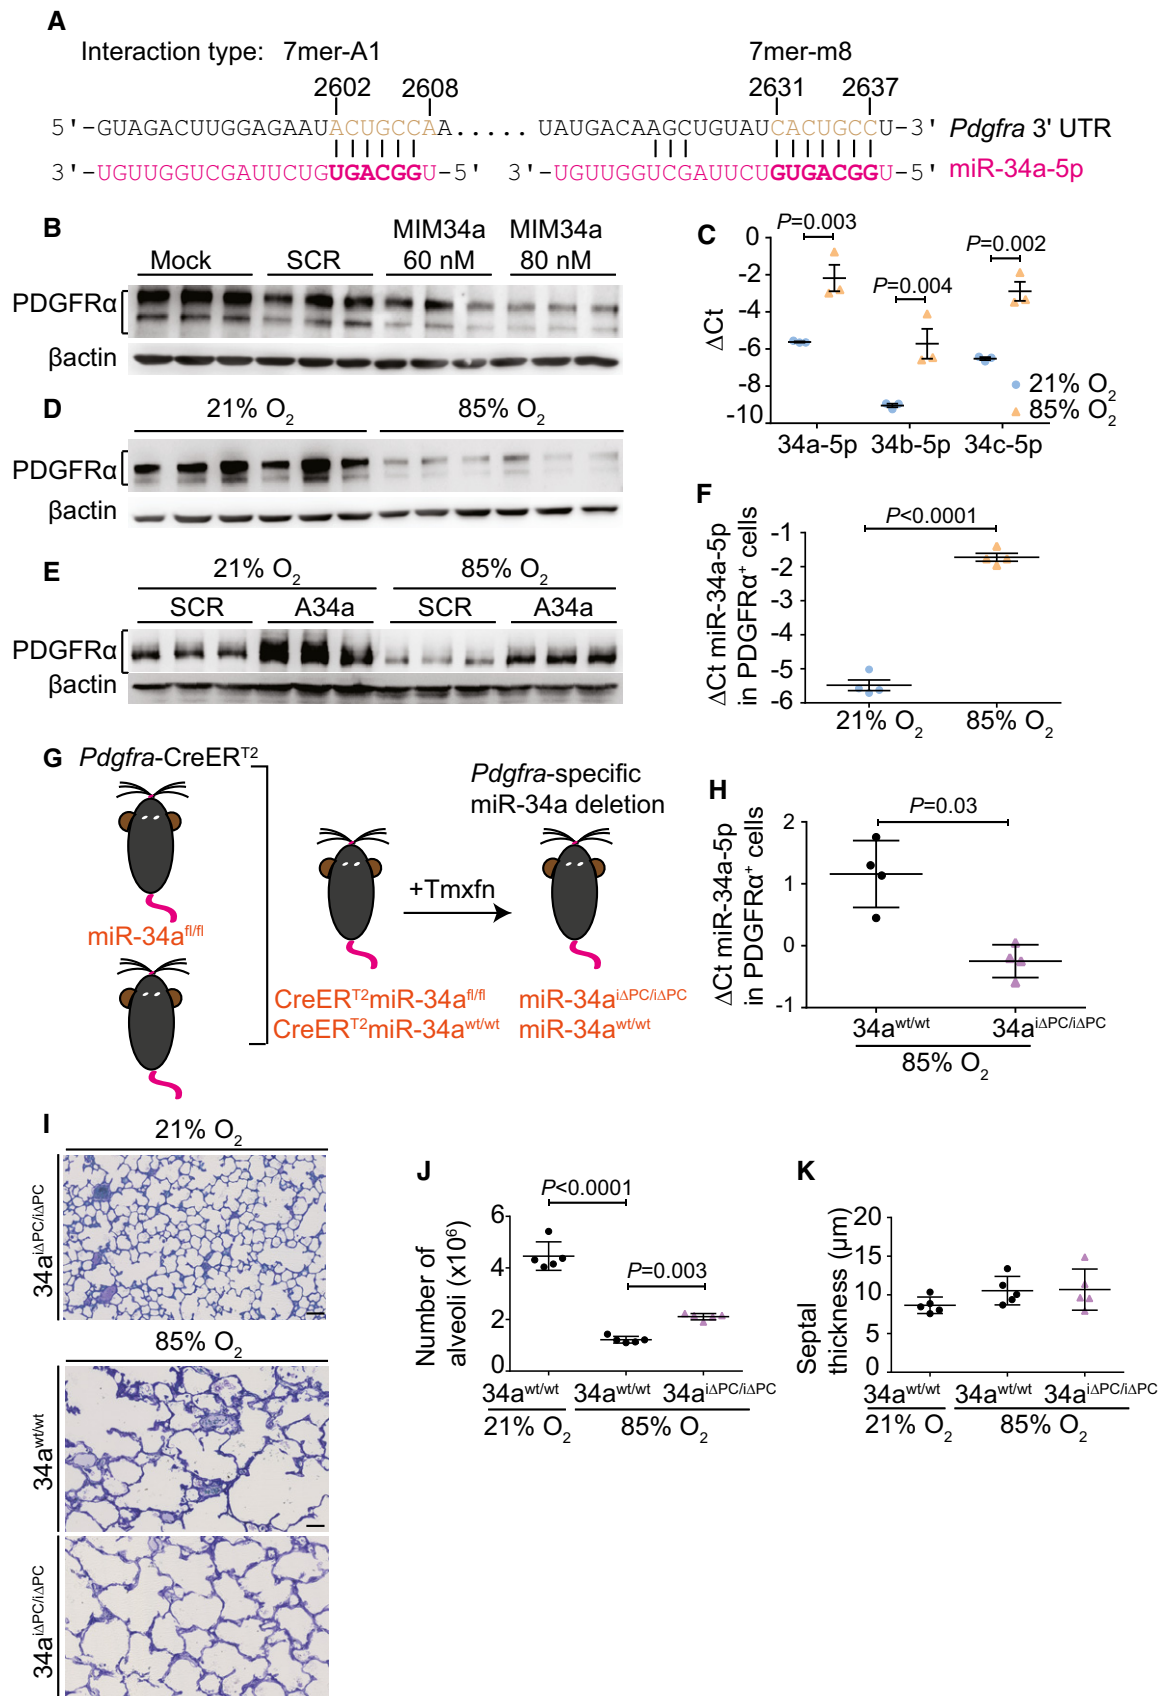 A
Interaction type: 7mer-A1 7mer-m8
2602 2608 2631 2637
5'-GUAGACUUGGAGAAUACUGCCAA.....UAUGACAAGCUGUAUCACUGCCU-3' Pdgfra 3' UTR
3'-UGUUGGUCGAUUCUGUGACGGU-5' 3'-UGUUGGUCGAUUCUGUGACGGU-5' miR-34a-5p
B
Mock SCR MIM34a 60 nM MIM34a 80 nM
PDGFRα
βactin
C
ΔCt
0
-2
-4
-6
-8
-10
P=0.003
P=0.004
P=0.002
21% O2
85% O2
34a-5p 34b-5p 34c-5p
D
21% O2 85% O2
PDGFRα
βactin
E
21% O2 85% O2
SCR A34a SCR A34a
PDGFRα
βactin
F
ΔCt miR-34a-5p
in PDGFRα+ cells
P<0.0001
-1
-2
-3
-4
-5
-6
21% O2 85% O2
G
Pdgfra-CreERT2
miR-34afl/fl
+Tmxfn
Pdgfra-specific
miR-34a deletion
CreERT2miR-34afl/fl miR-34aiΔPC/iΔPC
CreERT2miR-34awt/wt miR-34awt/wt
H
ΔCt miR-34a-5p
in PDGFRα+ cells
P=0.03
2
1
0
-1
34awt/wt 34aiΔPC/iΔPC
85% O2
I
21% O2
34aiΔPC/iΔPC
85% O2
34awt/wt
34aiΔPC/iΔPC
J
Number of
alveoli (x10⁶)
P<0.0001
P=0.003
6
4
2
0
34awt/wt 34awt/wt 34aiΔPC/iΔPC
21% O2 85% O2
K
Septal
thickness (μm)
20
15
10
5
0
34awt/wt 34awt/wt 34aiΔPC/iΔPC
21% O2 85% O2